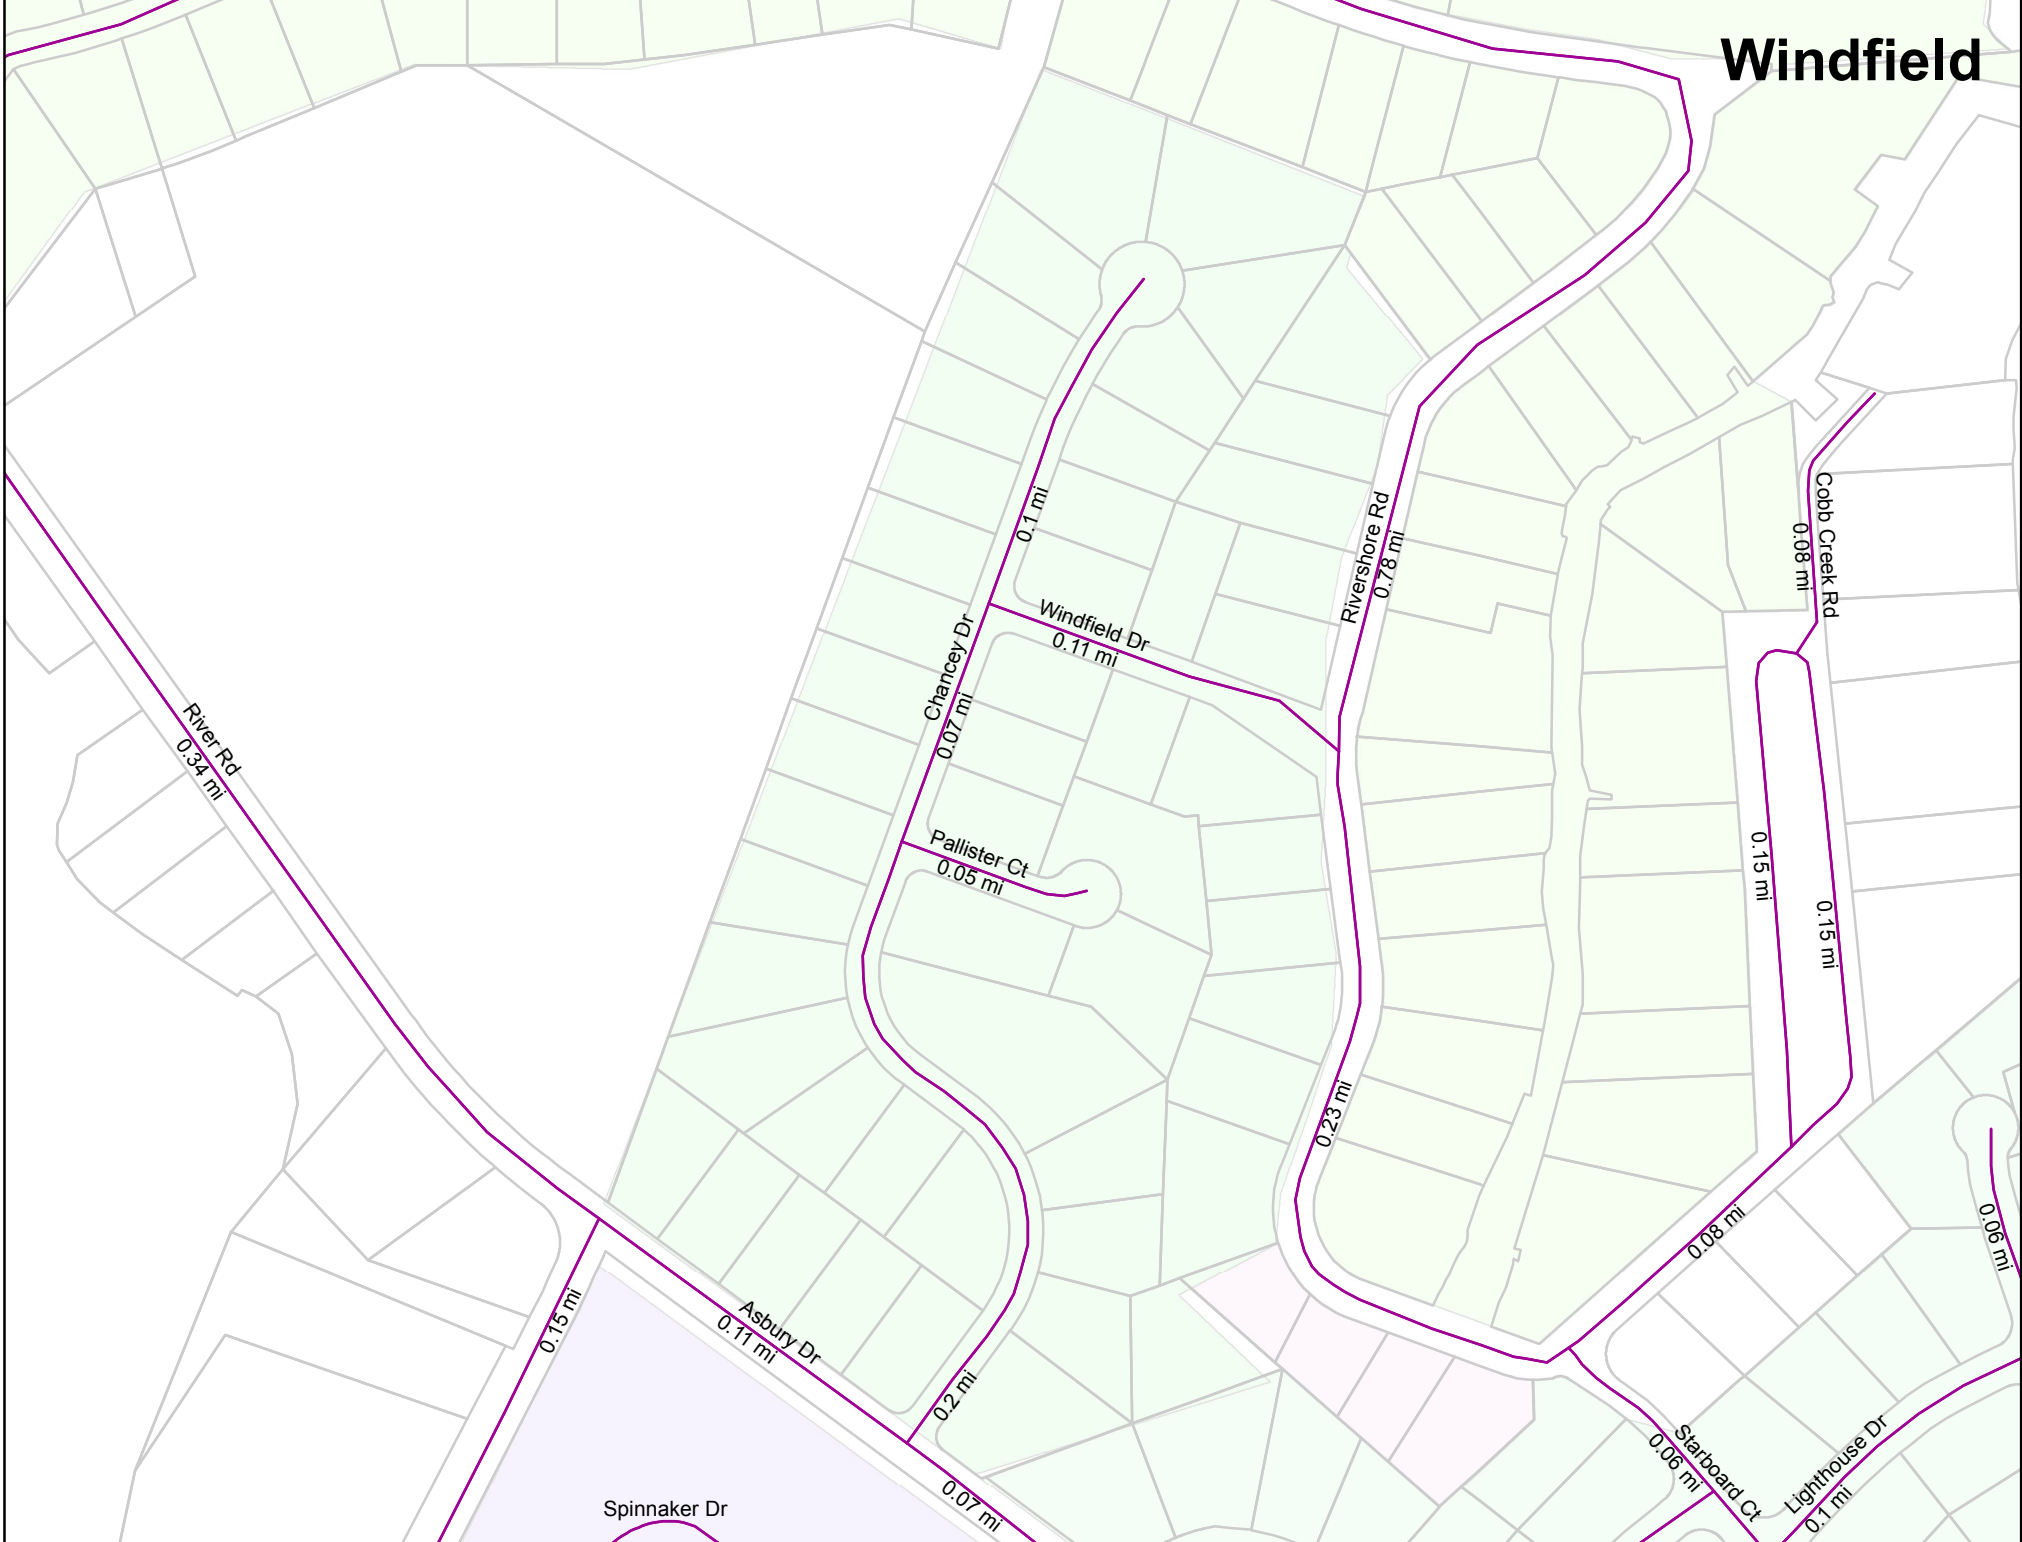 Windfield
0.1 mi
Rivershore Rd
0.78 mi
Cobb Creek Rd
0.08 mi
Windfield Dr
0.11 mi
Chancey Dr
0.07 mi
River Rd
0.34 mi
Pallister Ct
0.05 mi
0.15 mi
0.15 mi
0.23 mi
0.08 mi
0.06 mi
0.15 mi
Asbury Dr
0.11 mi
0.2 mi
Starboard Ct
0.06 mi
Lighthouse Dr
0.1 mi
0.07 mi
Spinnaker Dr